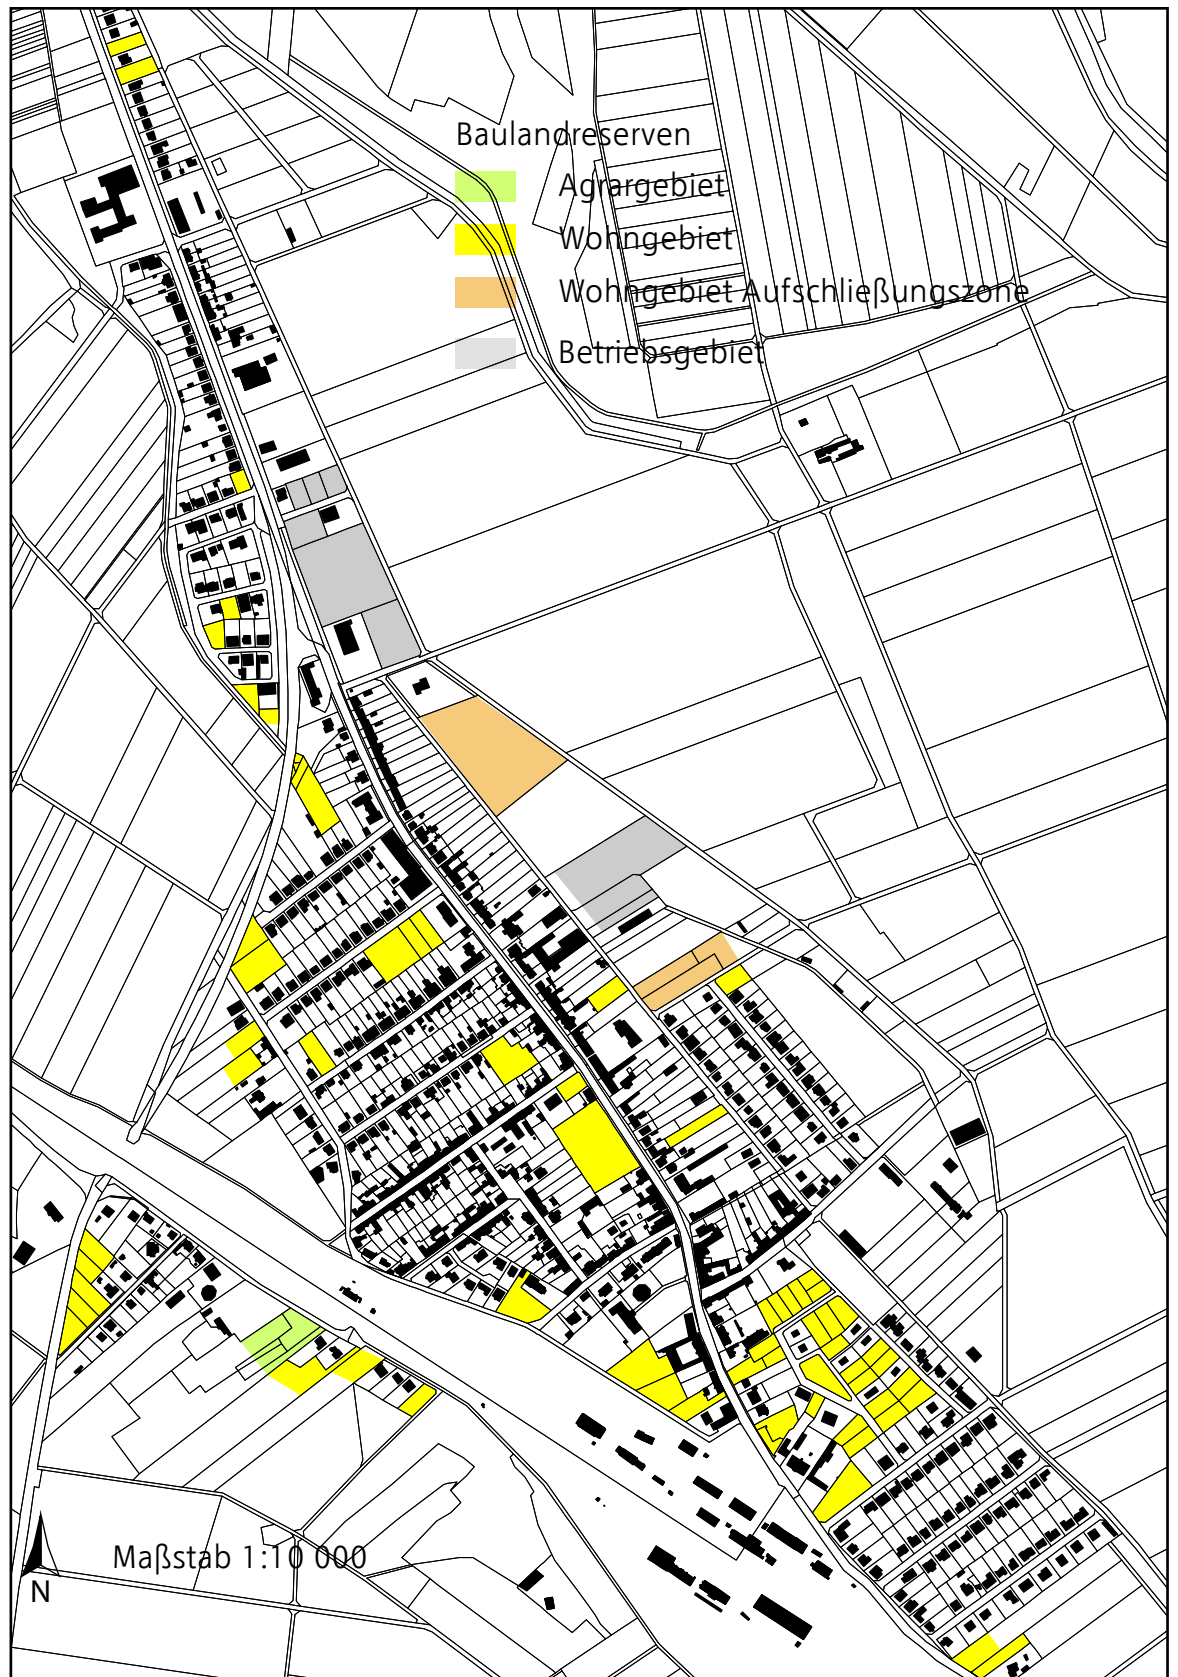 Baulandreserven
Agrargebiet
Wohngebiet
Wohngebiet Aufschließungszone
Betriebsgebiet
Maßstab 1:10 000
N